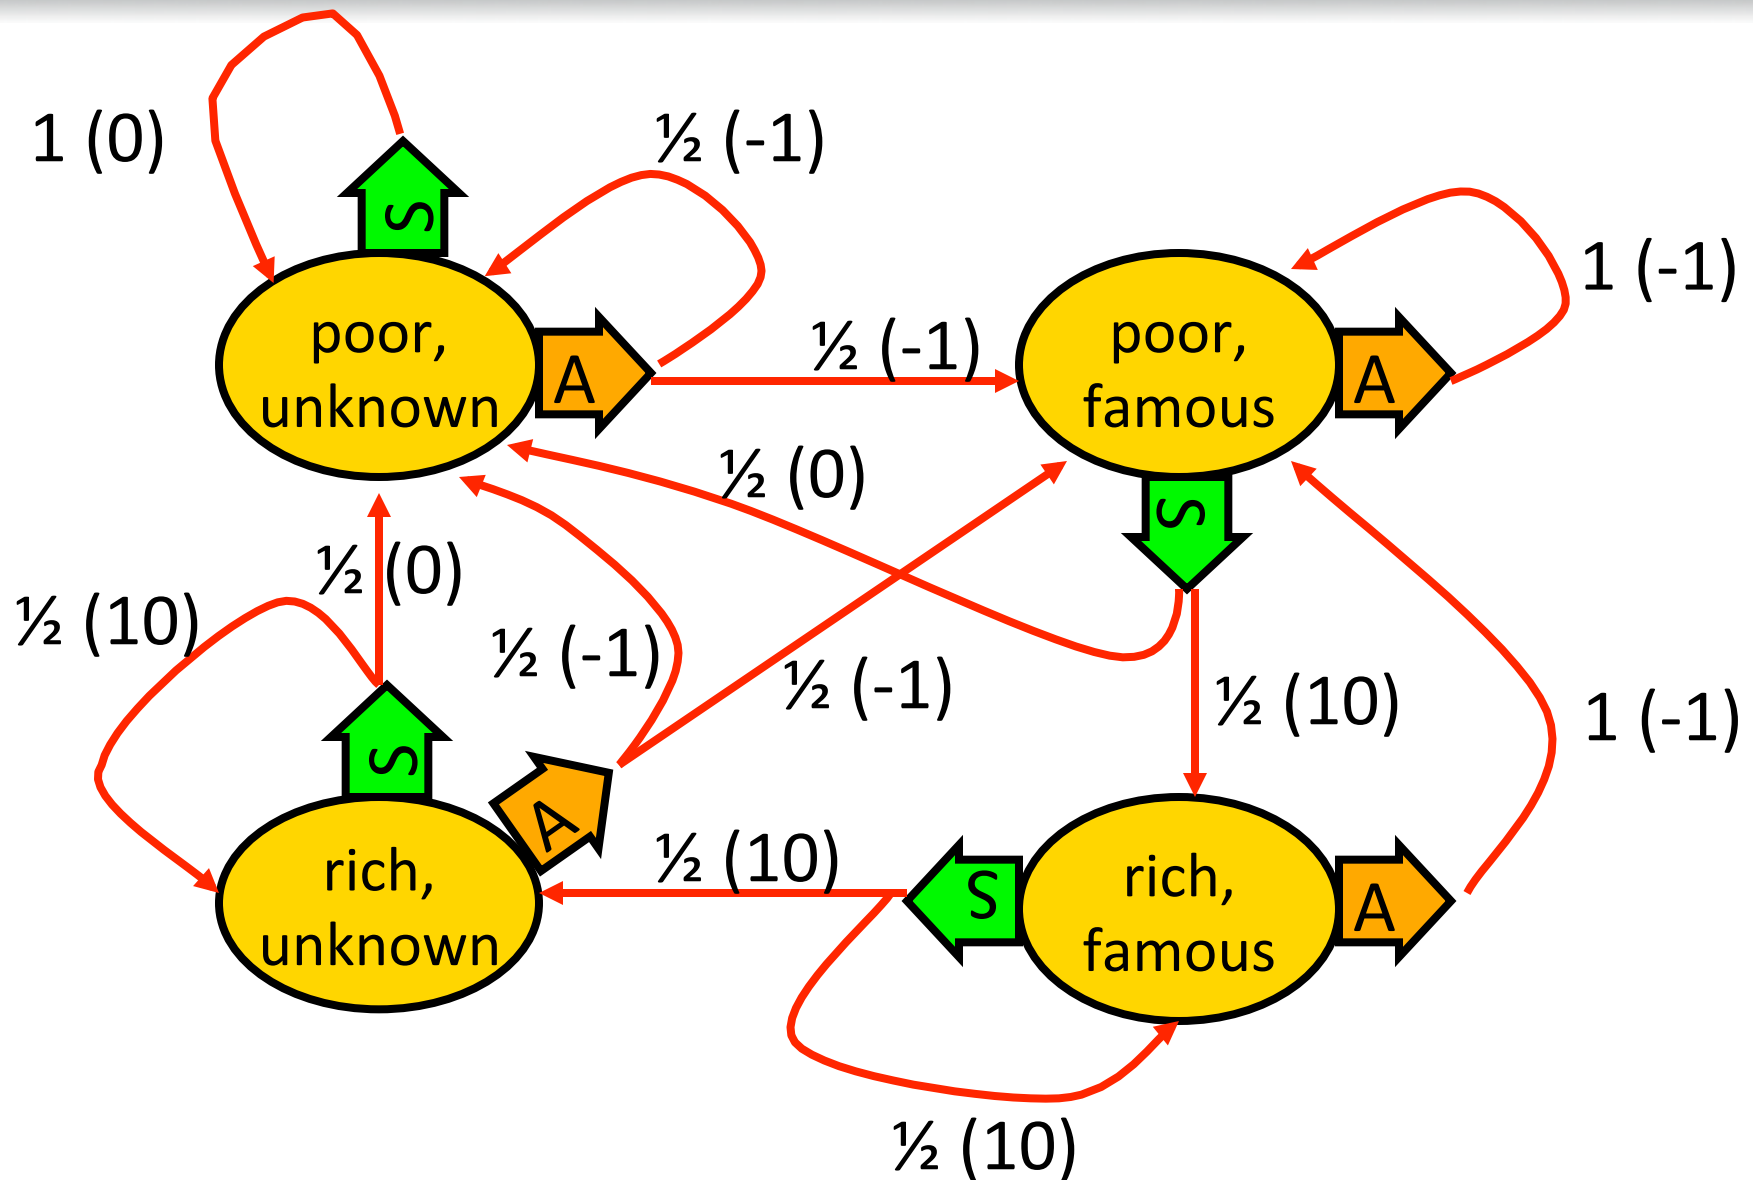 1 (0)
½ (-1)
S
1 (-1)
poor,
unknown
A
½ (-1)
poor,
famous
A
½ (0)
S
½ (0)
½ (10)
½ (-1)
½ (-1)
½ (10)
1 (-1)
S
A
½ (10)
rich,
unknown
S
rich,
famous
A
½ (10)